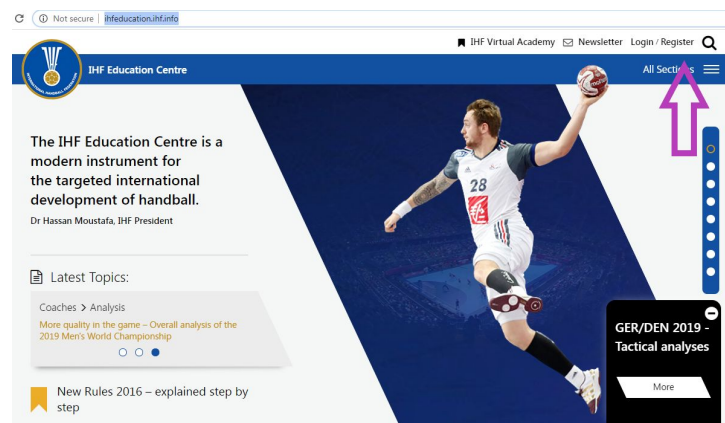 Not secure | ihfeducation.ihf.info
IHF Virtual Academy Newsletter Login / Register
IHF Education Centre
All Sections
The IHF Education Centre is a
modern instrument for
the targeted international
development of handball.
Dr Hassan Moustafa, IHF President
Latest Topics:
Coaches > Analysis
More quality in the game – Overall analysis of the
2019 Men's World Championship
New Rules 2016 – explained step by
step
28
GER/DEN 2019 -
Tactical analyses
More